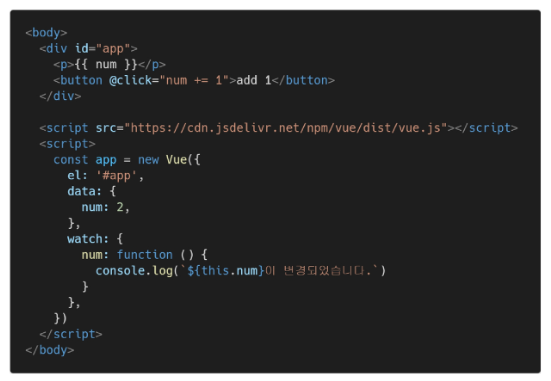 <body>
  <div id="app">
    <p>{{ num }}</p>
    <button @click="num += 1">add 1</button>
  </div>

  <script src="https://cdn.jsdelivr.net/npm/vue/dist/vue.js"></script>
  <script>
    const app = new Vue({
      el: '#app',
      data: {
        num: 2,
      },
      watch: {
        num: function () {
          console.log(`${this.num}이 변경되었습니다.`)
        }
      },
    })
  </script>
</body>